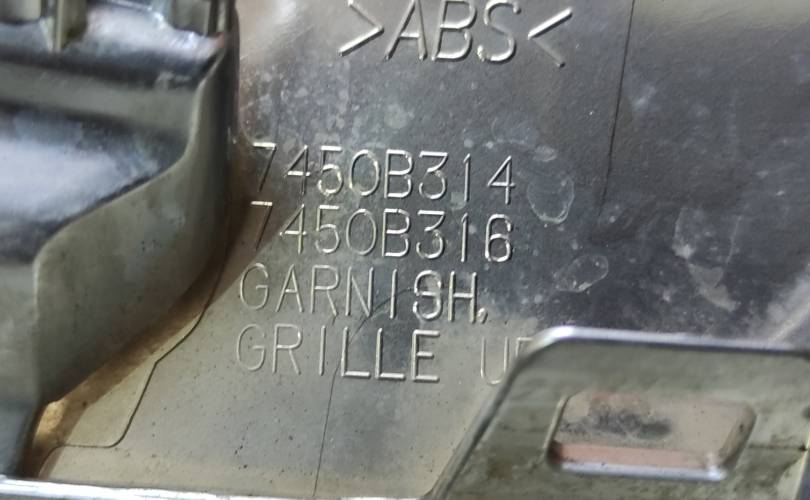 >ABS<
7450B314
7450B316
GARNISH,
GRILLE